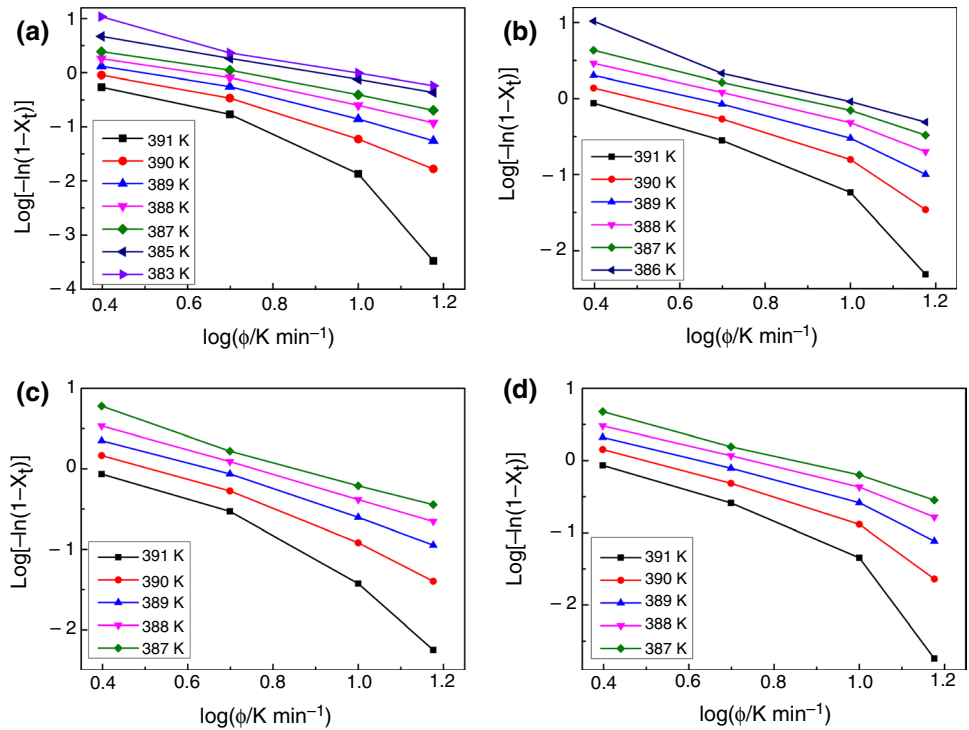 (a)
Log[–ln(1–Xt)]
1
0
– 1
– 2
– 3
– 4
391 K
390 K
389 K
388 K
387 K
385 K
383 K
0.4 0.6 0.8 1.0 1.2
log(ϕ/K min–1)
(b)
Log[–ln(1–Xt)]
1
0
– 1
– 2
391 K
390 K
389 K
388 K
387 K
386 K
0.4 0.6 0.8 1.0 1.2
log(ϕ/K min–1)
(c)
Log[–ln(1–Xt)]
1
0
– 1
– 2
391 K
390 K
389 K
388 K
387 K
0.4 0.6 0.8 1.0 1.2
log(ϕ/K min–1)
(d)
Log[–ln(1–Xt)]
1
0
– 1
– 2
391 K
390 K
389 K
388 K
387 K
0.4 0.6 0.8 1.0 1.2
log(ϕ/K min–1)